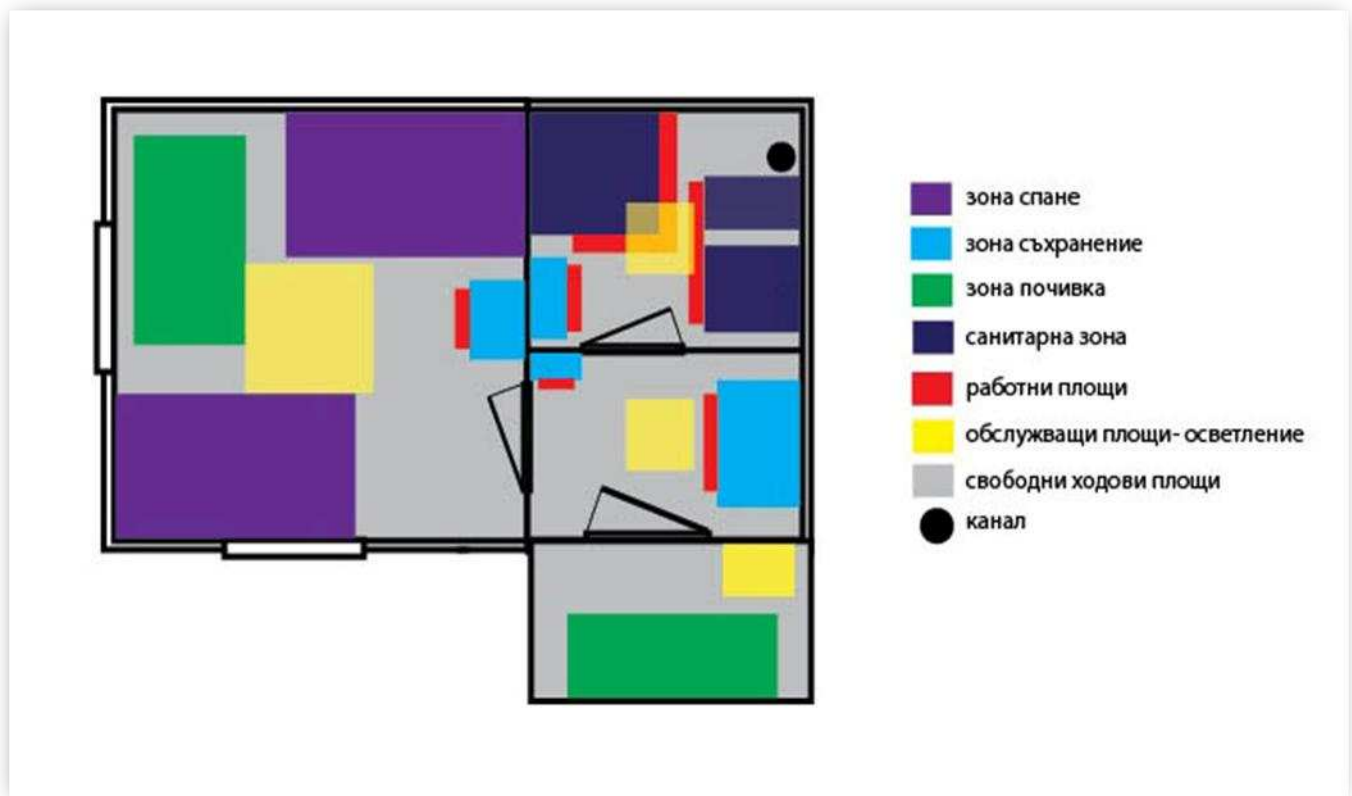 зона спане
зона съхранение
зона почивка
санитарна зона
работни площи
обслужващи площи- осветление
свободни ходови площи
канал